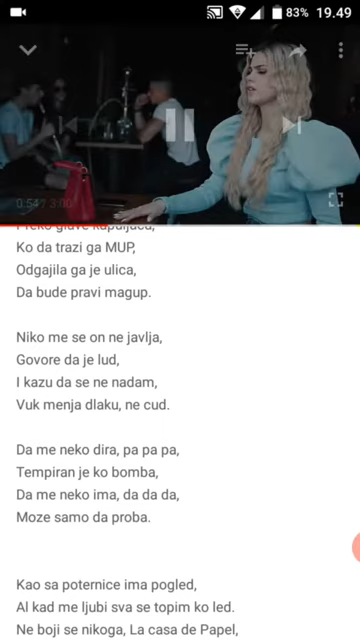 83% 19.49
0:54 / 3:00
Preko glave kapuljacu,
Ko da trazi ga MUP,
Odgajila ga je ulica,
Da bude pravi magup.
Niko me se on ne javlja,
Govore da je lud,
I kazu da se ne nadam,
Vuk menja dlaku, ne cud.
Da me neko dira, pa pa pa,
Tempiran je ko bomba,
Da me neko ima, da da da,
Moze samo da proba.
Kao sa poternice ima pogled,
Al kad me ljubi sva se topim ko led.
Ne boji se nikoga, La casa de Papel,